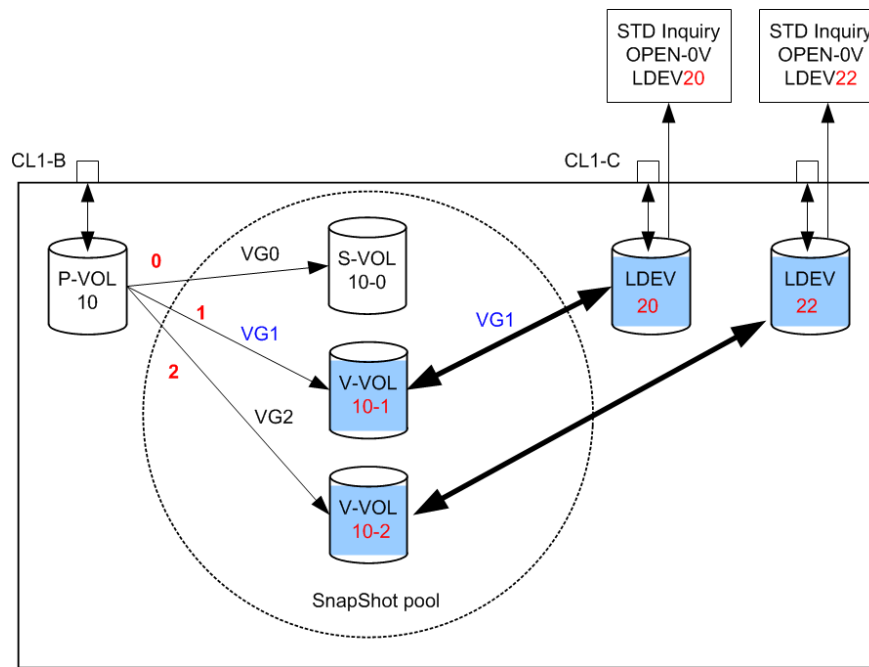 STD Inquiry
OPEN-0V
LDEV20
STD Inquiry
OPEN-0V
LDEV22
CL1-B
CL1-C
P-VOL
10
0
VG0
S-VOL
10-0
1
VG1
2
VG2
V-VOL
10-1
VG1
LDEV
20
LDEV
22
V-VOL
10-2
SnapShot pool